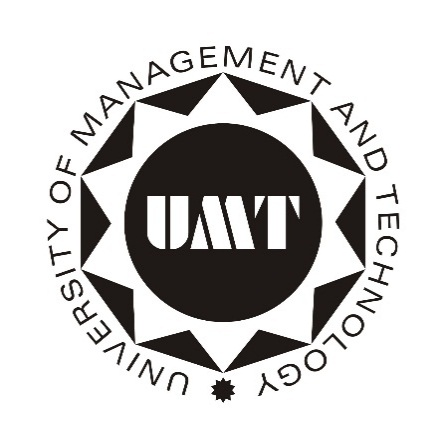 UNIVERSITY OF MANAGEMENT AND TECHNOLOGY
UMT